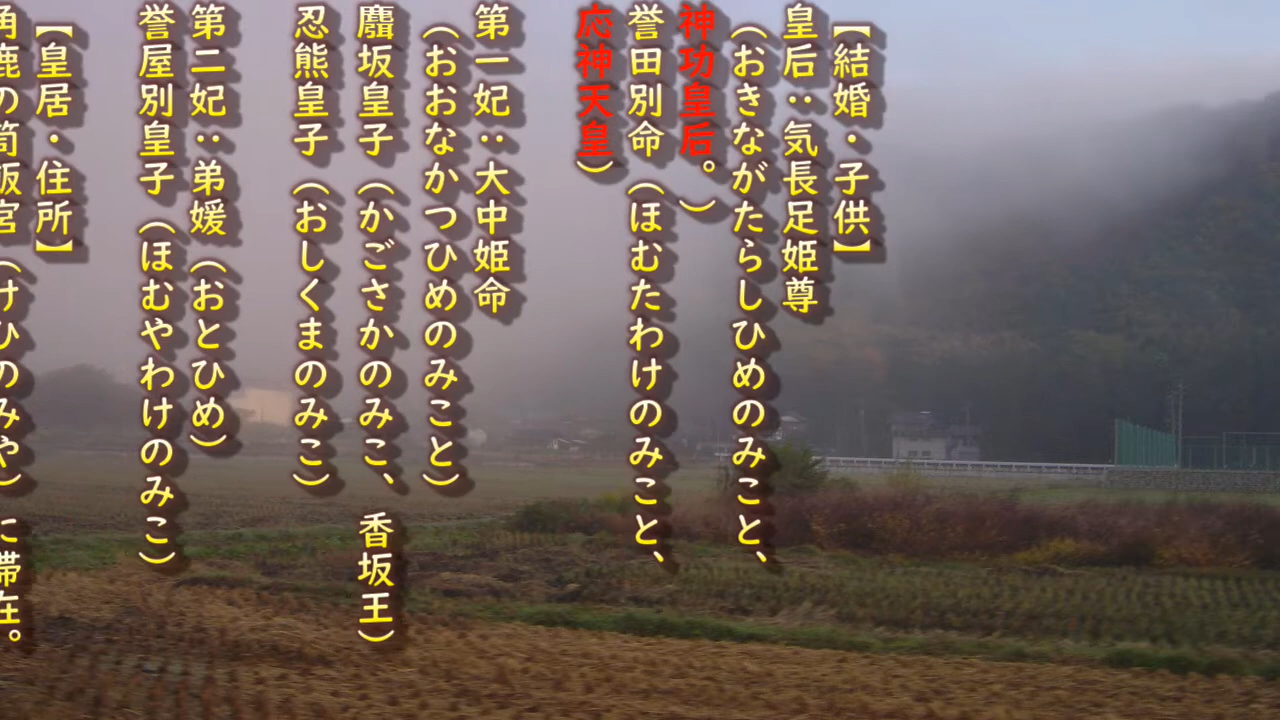 【結婚・子供】
皇后：気長足姫尊
（おきながたらしひめのみこと、
神功皇后。）
誉田別命（ほむたわけのみこと、
応神天皇）
第一妃：大中姫命
（おおなかつひめのみこと）
麛坂皇子（かごさかのみこ、香坂王）
忍熊皇子（おしくまのみこ）
第二妃：弟媛（おとひめ）
誉屋別皇子（ほむやわけのみこ）
【皇居・住所】
角鹿の笥飯宮（けひのみや）に滞在。